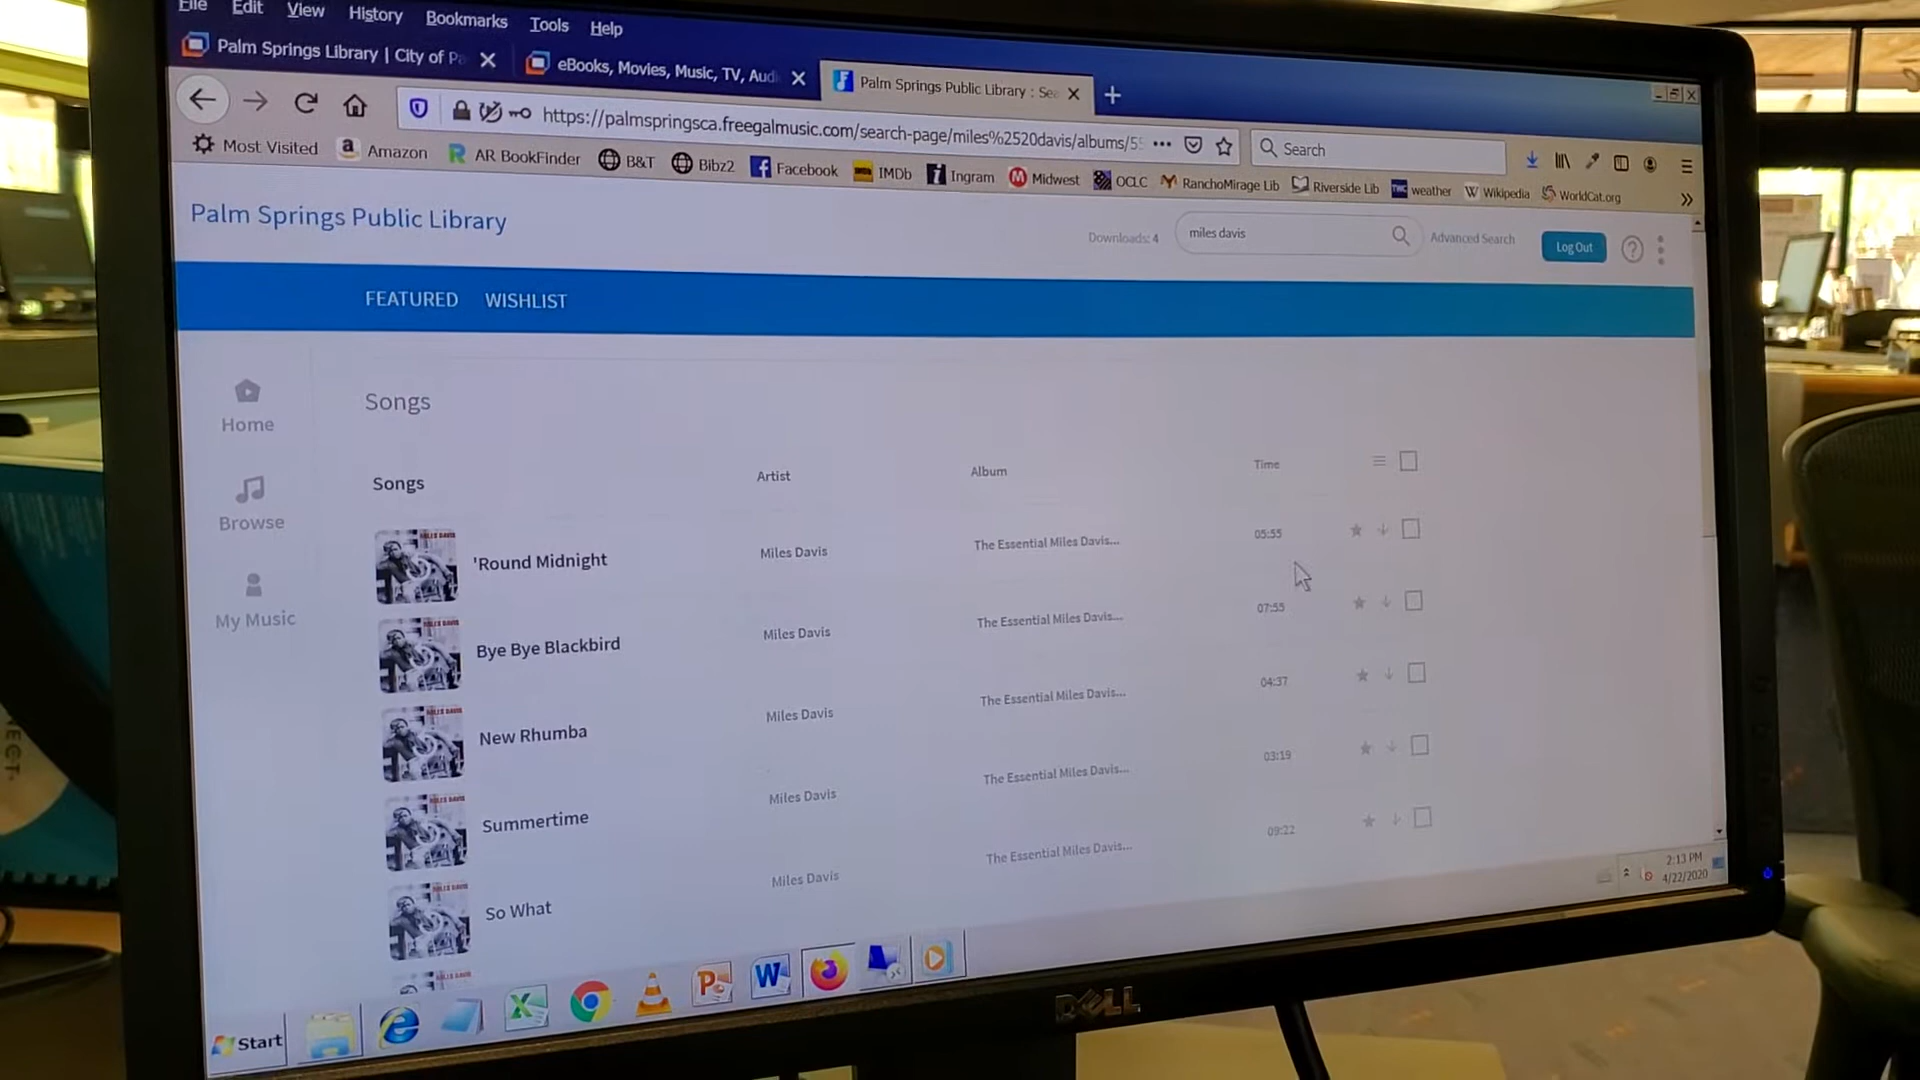 File Edit View History Bookmarks Tools Help
Palm Springs Library | City of Pa
eBooks, Movies, Music, TV, Aud
Palm Springs Public Library : Sea
https://palmspringsca.freegalmusic.com/search-page/miles%2520davis/albums/55
Search
Most Visited Amazon AR BookFinder B&T Bibz2 Facebook IMDb Ingram Midwest OCLC RanchoMirage Lib Riverside Lib weather Wikipedia WorldCat.org
Palm Springs Public Library
Downloads: 4
miles davis
Advanced Search
Log Out
FEATURED WISHLIST
Home
Browse
My Music
Songs
Songs Artist Album Time
'Round Midnight Miles Davis The Essential Miles Davis... 05:55
Bye Bye Blackbird Miles Davis The Essential Miles Davis... 07:55
New Rhumba Miles Davis The Essential Miles Davis... 04:37
Summertime Miles Davis The Essential Miles Davis... 03:19
So What Miles Davis The Essential Miles Davis... 09:22
2:13 PM
4/22/2020
Start
DELL